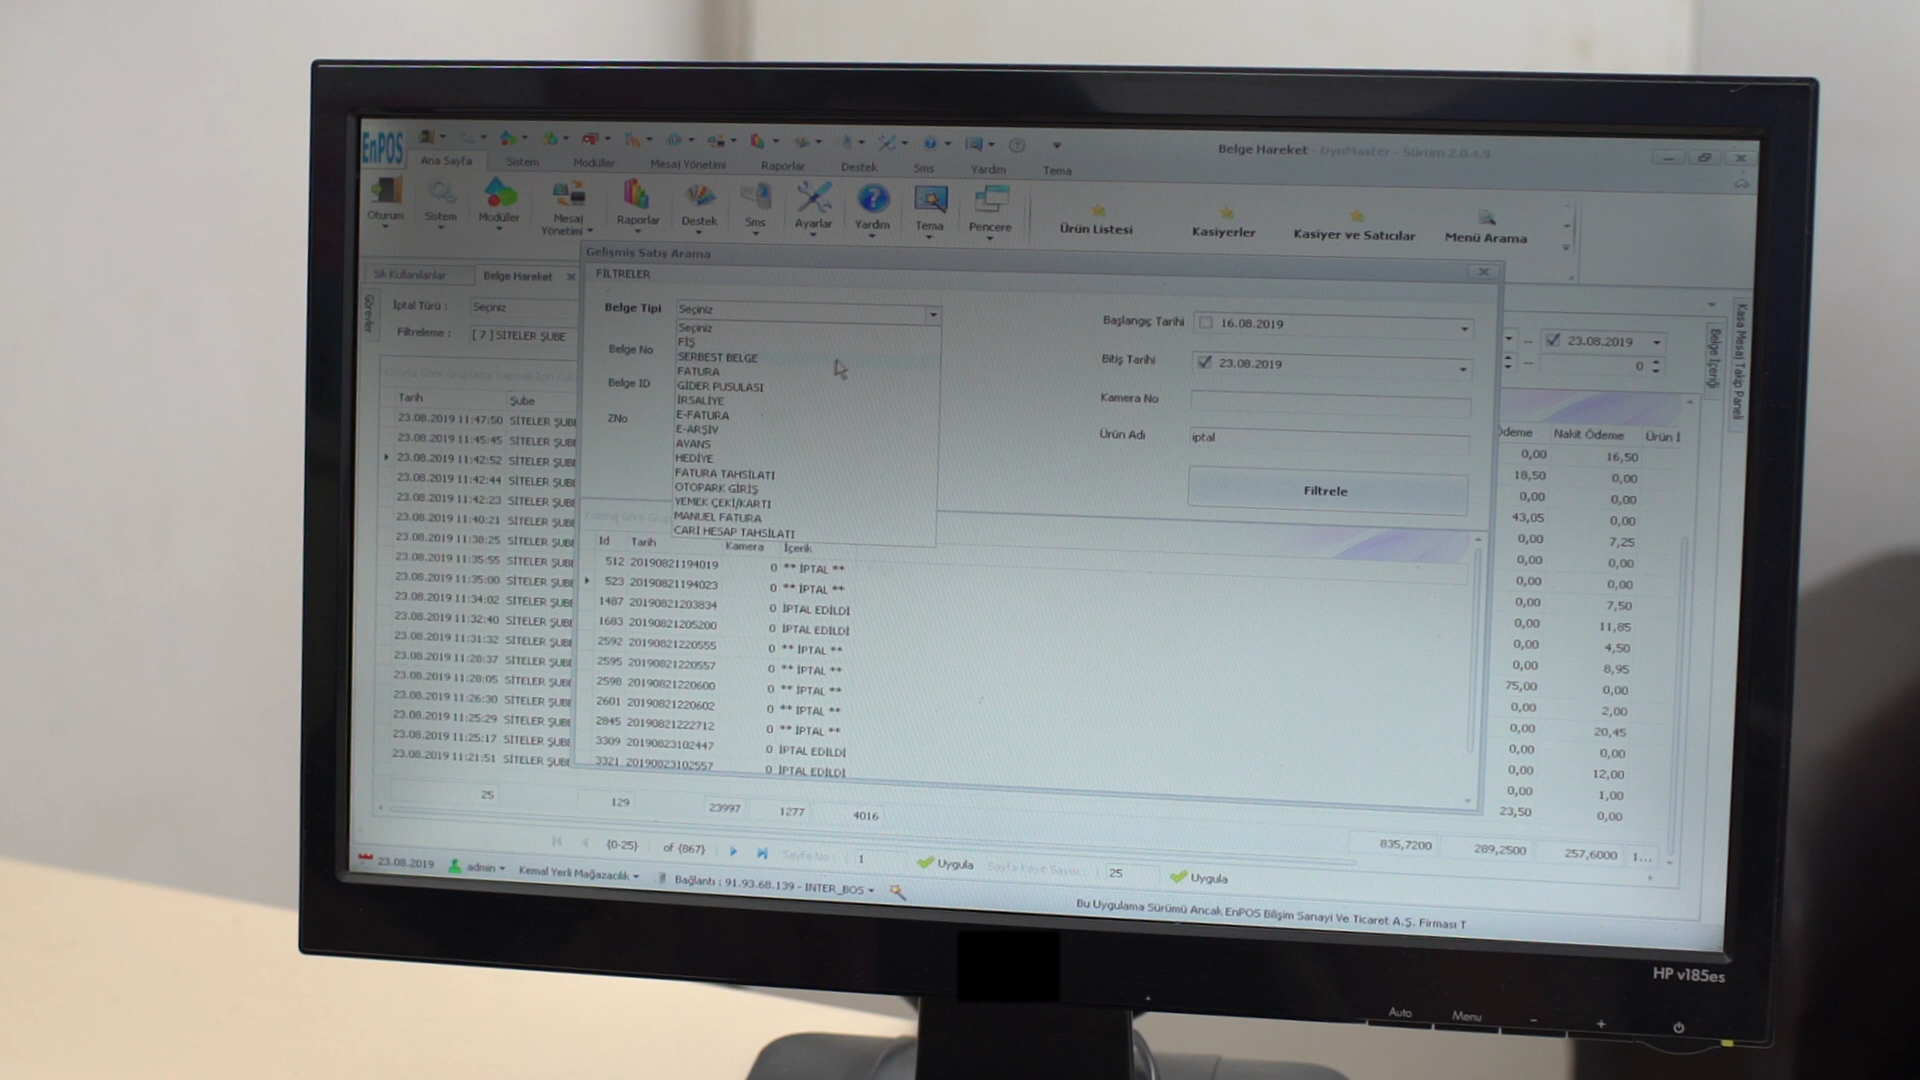 EnPOS
Belge Hareket - DynMaster - Sürüm 2.0.4.9
Ana Sayfa Sistem Modüller Mesaj Yönetimi Raporlar Destek Sms Yardım Tema
Oturum Sistem Modüller Mesaj Yönetimi Raporlar Destek Sms Ayarlar Yardım Tema Pencere
Ürün Listesi Kasiyerler Kasiyer ve Satıcılar Menü Arama
Sık Kullanılanlar Belge Hareket
Görevler
İptal Türü : Seçiniz
Filtreleme : [ 7 ] SİTELER ŞUBE
Gelişmiş Satış Arama
FİLTRELER
Belge Tipi Seçiniz
Seçiniz
FİŞ
SERBEST BELGE
FATURA
GİDER PUSULASI
İRSALİYE
E-FATURA
E-ARŞİV
AVANS
HEDİYE
FATURA TAHSİLATI
OTOPARK GİRİŞ
YEMEK ÇEKİ/KARTI
MANUEL FATURA
CARİ HESAP TAHSİLATI
Belge No
Belge ID
ZNo
Başlangıç Tarihi 16.08.2019
Bitiş Tarihi 23.08.2019
Kamera No
Ürün Adı iptal
Filtrele
Id Tarih Kamera İçerik
512 20190821194019 0 ** İPTAL **
523 20190821194023 0 ** İPTAL **
1487 20190821203834 0 İPTAL EDİLDİ
1683 20190821205200 0 İPTAL EDİLDİ
2592 20190821220555 0 ** İPTAL **
2595 20190821220557 0 ** İPTAL **
2598 20190821220600 0 ** İPTAL **
2601 20190821220602 0 ** İPTAL **
2845 20190821222712 0 ** İPTAL **
3309 20190823102447 0 İPTAL EDİLDİ
3321 20190823102557 0 İPTAL EDİLDİ
Tarih Şube
23.08.2019 11:47:50 SİTELER ŞUBE
23.08.2019 11:45:45 SİTELER ŞUBE
23.08.2019 11:42:52 SİTELER ŞUBE
23.08.2019 11:42:44 SİTELER ŞUBE
23.08.2019 11:42:23 SİTELER ŞUBE
23.08.2019 11:40:21 SİTELER ŞUBE
23.08.2019 11:38:25 SİTELER ŞUBE
23.08.2019 11:35:55 SİTELER ŞUBE
23.08.2019 11:35:00 SİTELER ŞUBE
23.08.2019 11:34:02 SİTELER ŞUBE
23.08.2019 11:32:40 SİTELER ŞUBE
23.08.2019 11:31:32 SİTELER ŞUBE
23.08.2019 11:28:37 SİTELER ŞUBE
23.08.2019 11:28:05 SİTELER ŞUBE
23.08.2019 11:26:30 SİTELER ŞUBE
23.08.2019 11:25:29 SİTELER ŞUBE
23.08.2019 11:25:17 SİTELER ŞUBE
23.08.2019 11:21:51 SİTELER ŞUBE
23.08.2019
0
Belge İçeriği
Kasa Mesaj Takip Paneli
Ödeme Nakit Ödeme Ürün İ
0,00 16,50
18,50 0,00
0,00 0,00
43,05 0,00
0,00 7,25
0,00 0,00
0,00 0,00
0,00 7,50
0,00 11,85
0,00 4,50
0,00 8,95
75,00 0,00
0,00 2,00
0,00 20,45
0,00 0,00
0,00 12,00
0,00 1,00
23,50 0,00
25 129 23997 1277 4016 835,7200 289,2500 257,6000 1...
{0-25} of {867} Sayfa No : 1 Uygula Sayfa Kayıt Sayısı : 25 Uygula
23.08.2019 admin Kemal Yerli Mağazacılık Bağlantı : 91.93.68.139 - INTER_BOS
Bu Uygulama Sürümü Ancak EnPOS Bilişim Sanayi Ve Ticaret A.Ş. Firması T
HP v185es
Auto Menu - +